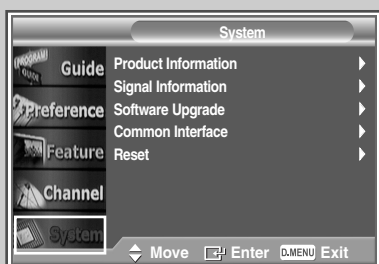 System
PROGRAM GUIDE
Guide
Preference
Feature
Channel
System
Product Information
Signal Information
Software Upgrade
Common Interface
Reset
Move Enter D.MENU Exit